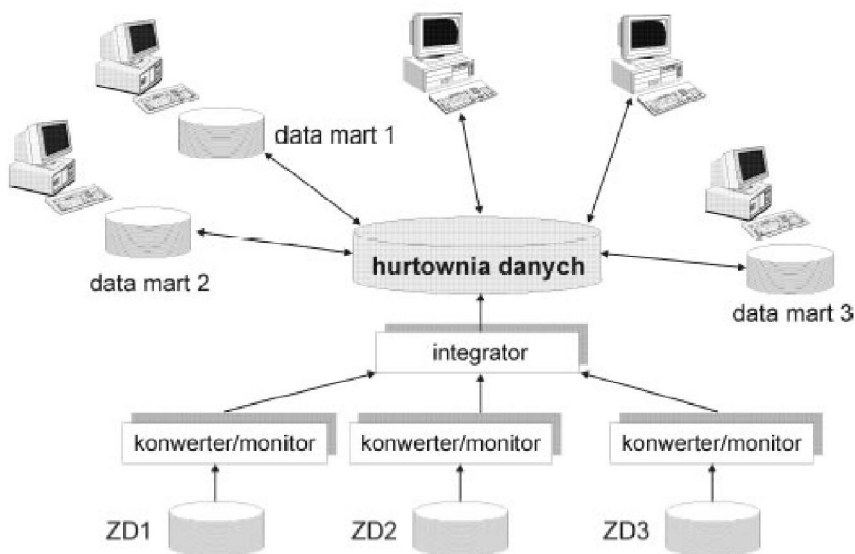 data mart 1
data mart 2
hurtownia danych
data mart 3
integrator
konwerter/monitor
konwerter/monitor
konwerter/monitor
ZD1
ZD2
ZD3